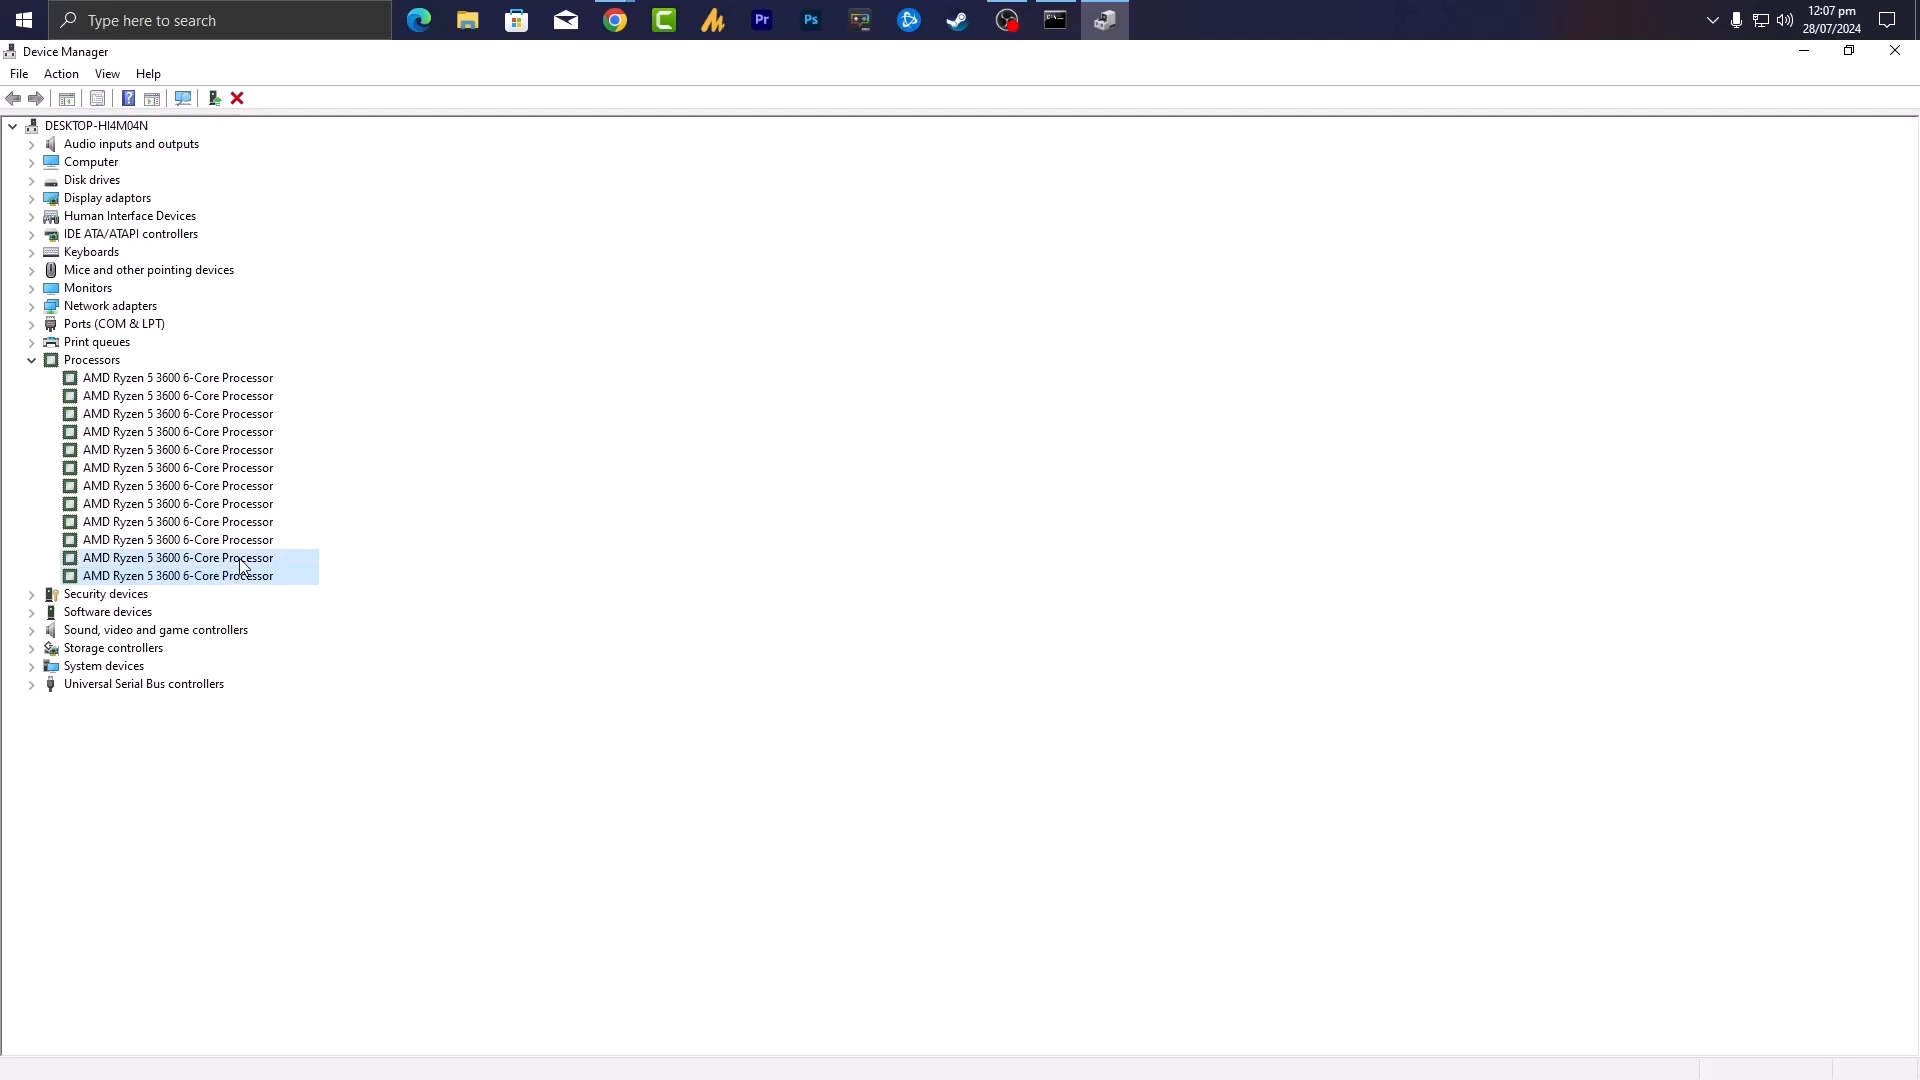 Type here to search
Pr
Ps
12:07 pm
28/07/2024
Device Manager
File Action View Help
DESKTOP-HI4M04N
Audio inputs and outputs
Computer
Disk drives
Display adaptors
Human Interface Devices
IDE ATA/ATAPI controllers
Keyboards
Mice and other pointing devices
Monitors
Network adapters
Ports (COM & LPT)
Print queues
Processors
AMD Ryzen 5 3600 6-Core Processor
AMD Ryzen 5 3600 6-Core Processor
AMD Ryzen 5 3600 6-Core Processor
AMD Ryzen 5 3600 6-Core Processor
AMD Ryzen 5 3600 6-Core Processor
AMD Ryzen 5 3600 6-Core Processor
AMD Ryzen 5 3600 6-Core Processor
AMD Ryzen 5 3600 6-Core Processor
AMD Ryzen 5 3600 6-Core Processor
AMD Ryzen 5 3600 6-Core Processor
AMD Ryzen 5 3600 6-Core Processor
AMD Ryzen 5 3600 6-Core Processor
Security devices
Software devices
Sound, video and game controllers
Storage controllers
System devices
Universal Serial Bus controllers